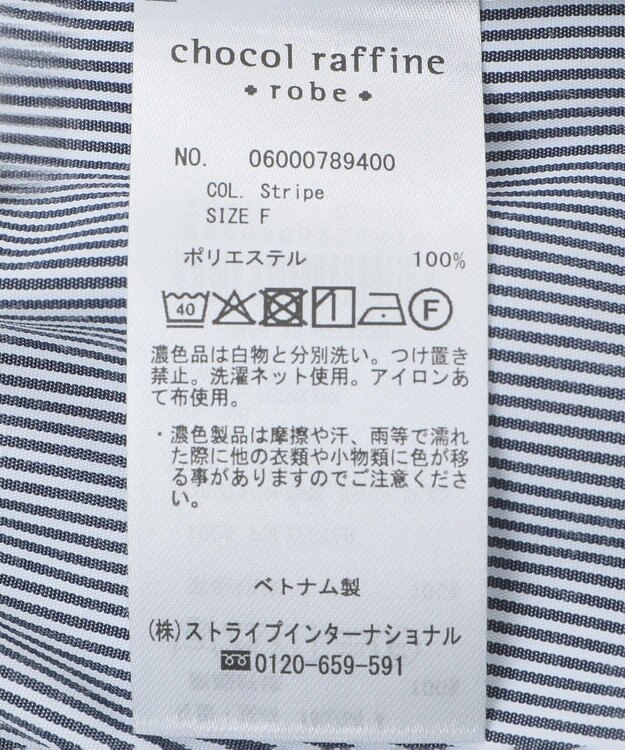 chocol raffine
robe
NO. 06000789400
COL. Stripe
SIZE F
ポリエステル 100%
40 F
濃色品は白物と分別洗い。つけ置き
禁止。洗濯ネット使用。アイロンあ
て布使用。
・濃色製品は摩擦や汗、雨等で濡れ
た際に他の衣類や小物類に色が移
る事がありますのでご注意くださ
い。
ベトナム製
(株)ストライプインターナショナル
0120-659-591